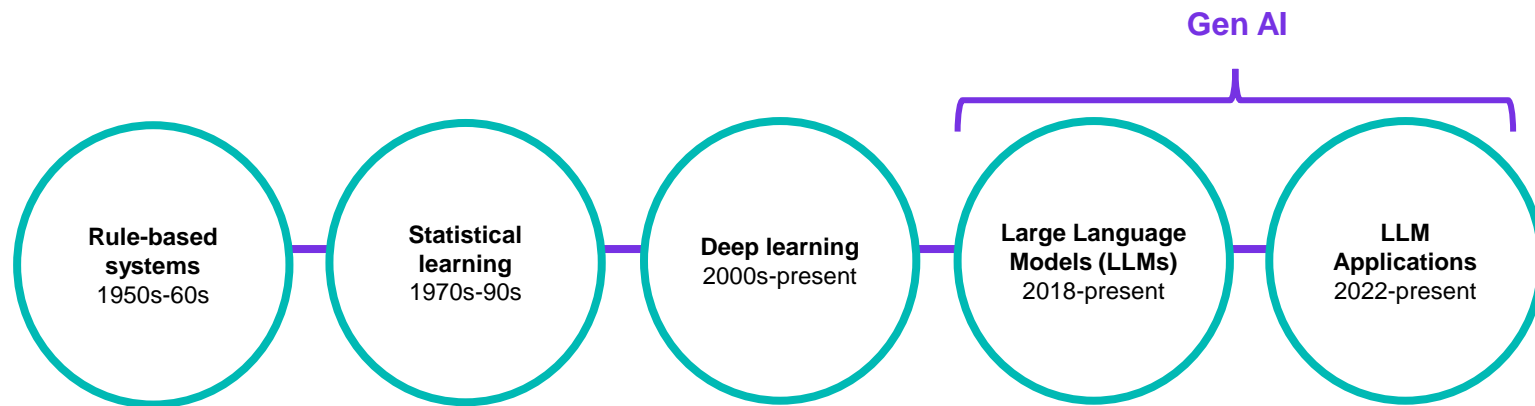 Gen AI
Rule-based
systems
1950s-60s
Statistical
learning
1970s-90s
Deep learning
2000s-present
Large Language
Models (LLMs)
2018-present
LLM
Applications
2022-present